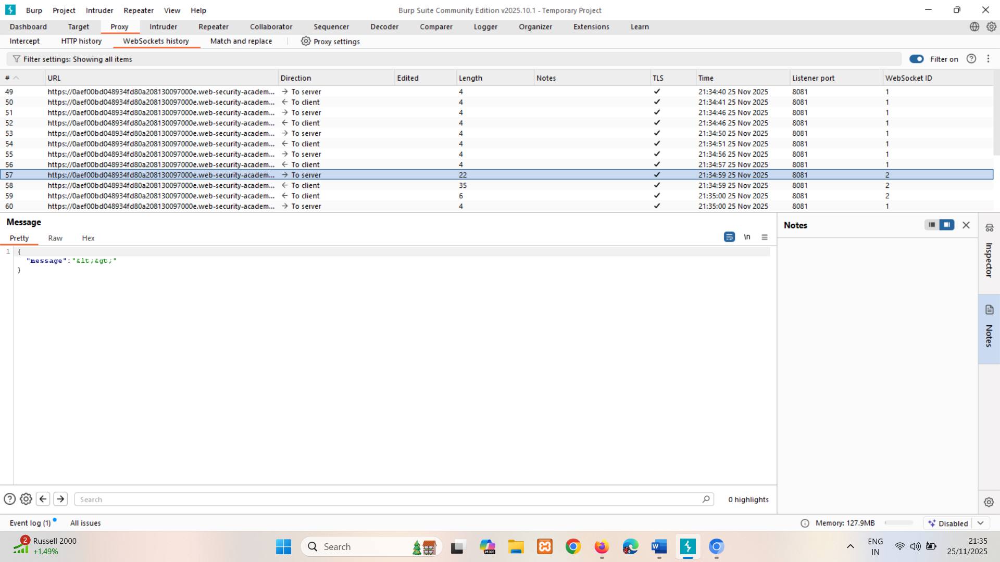 Burp Project Intruder Repeater View Help Burp Suite Community Edition v2025.10.1 - Temporary Project
Dashboard Target Proxy Intruder Repeater Collaborator Sequencer Decoder Comparer Logger Organizer Extensions Learn
Intercept HTTP history WebSockets history Match and replace Proxy settings
Filter settings: Showing all items Filter on
# URL Direction Edited Length Notes TLS Time Listener port WebSocket ID
49 https://0aef00bd048934fd80a208130097000e.web-security-academ... → To server 4 ✓ 21:34:40 25 Nov 2025 8081 1
50 https://0aef00bd048934fd80a208130097000e.web-security-academ... ← To client 4 ✓ 21:34:41 25 Nov 2025 8081 1
51 https://0aef00bd048934fd80a208130097000e.web-security-academ... → To server 4 ✓ 21:34:46 25 Nov 2025 8081 1
52 https://0aef00bd048934fd80a208130097000e.web-security-academ... ← To client 4 ✓ 21:34:46 25 Nov 2025 8081 1
53 https://0aef00bd048934fd80a208130097000e.web-security-academ... → To server 4 ✓ 21:34:50 25 Nov 2025 8081 1
54 https://0aef00bd048934fd80a208130097000e.web-security-academ... ← To client 4 ✓ 21:34:51 25 Nov 2025 8081 1
55 https://0aef00bd048934fd80a208130097000e.web-security-academ... → To server 4 ✓ 21:34:56 25 Nov 2025 8081 1
56 https://0aef00bd048934fd80a208130097000e.web-security-academ... ← To client 4 ✓ 21:34:57 25 Nov 2025 8081 1
57 https://0aef00bd048934fd80a208130097000e.web-security-academ... → To server 22 ✓ 21:34:59 25 Nov 2025 8081 2
58 https://0aef00bd048934fd80a208130097000e.web-security-academ... ← To client 35 ✓ 21:34:59 25 Nov 2025 8081 2
59 https://0aef00bd048934fd80a208130097000e.web-security-academ... ← To client 6 ✓ 21:35:00 25 Nov 2025 8081 2
60 https://0aef00bd048934fd80a208130097000e.web-security-academ... → To server 4 ✓ 21:35:00 25 Nov 2025 8081 1
Message
Pretty Raw Hex \n
1 {
"message":"&lt;&gt;"
}
Notes
Inspector
Notes
Search 0 highlights
Event log (1) All issues Memory: 127.9MB Disabled
2 Russell 2000
+1.49%
Search
M365
W
ENG
IN
21:35
25/11/2025